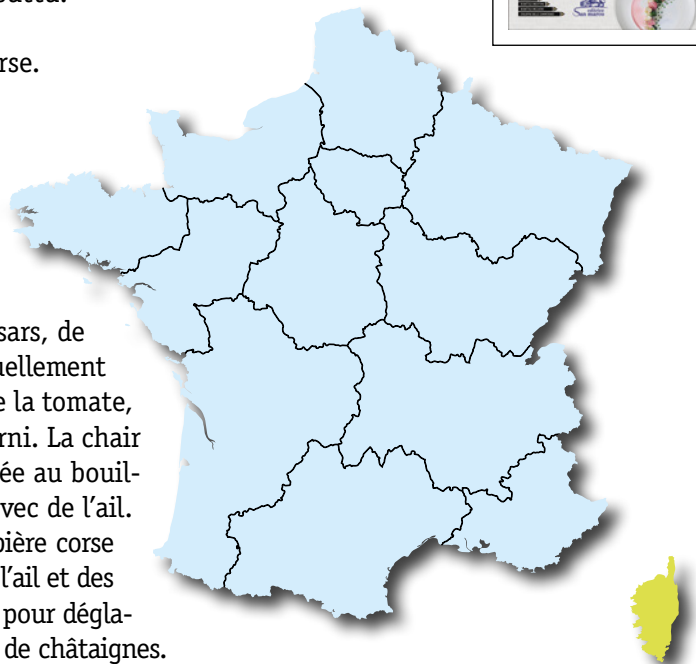 rse.
sars, de
uellement
e la tomate,
rni. La chair
ée au bouil-
vec de l’ail.
bière corse
l’ail et des
pour dégla-
de châtaignes.